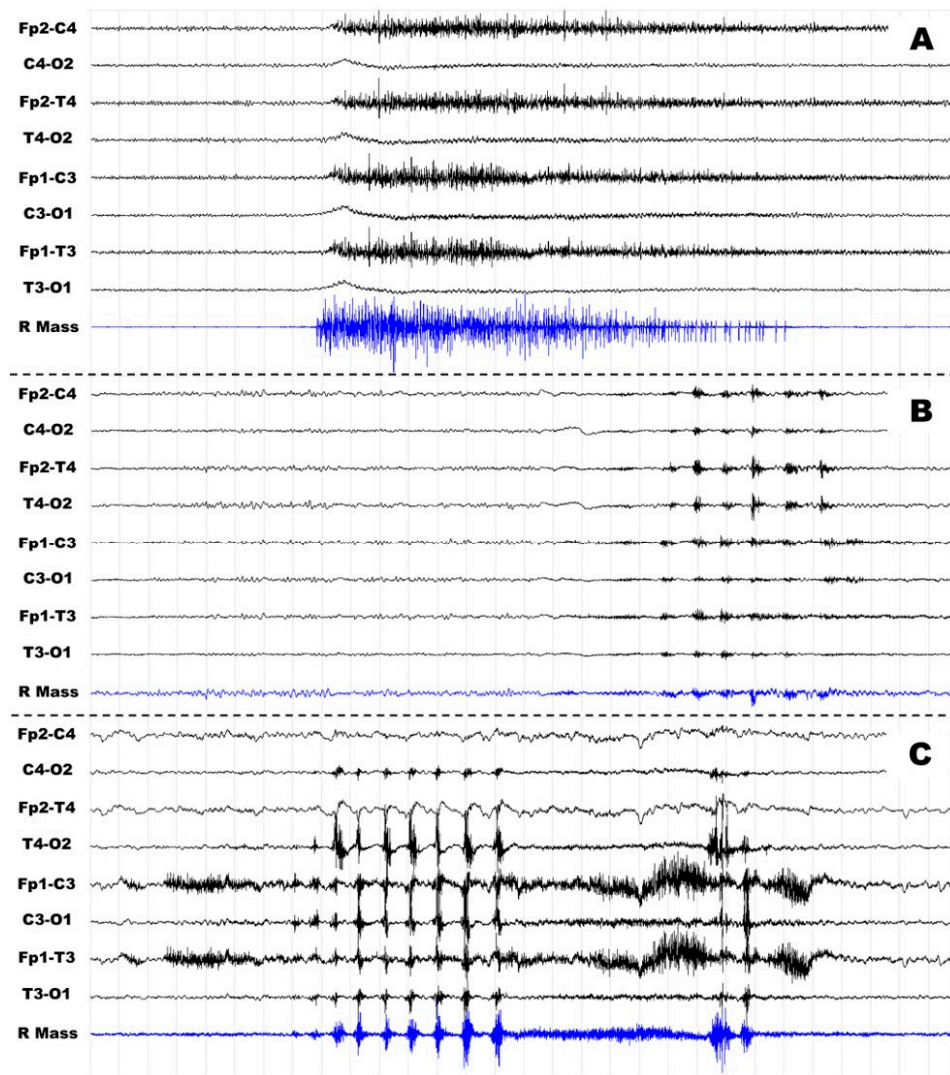 Fp2-C4
A
C4-O2
Fp2-T4
T4-O2
Fp1-C3
C3-O1
Fp1-T3
T3-O1
R Mass
Fp2-C4
B
C4-O2
Fp2-T4
T4-O2
Fp1-C3
C3-O1
Fp1-T3
T3-O1
R Mass
Fp2-C4
C
C4-O2
Fp2-T4
T4-O2
Fp1-C3
C3-O1
Fp1-T3
T3-O1
R Mass